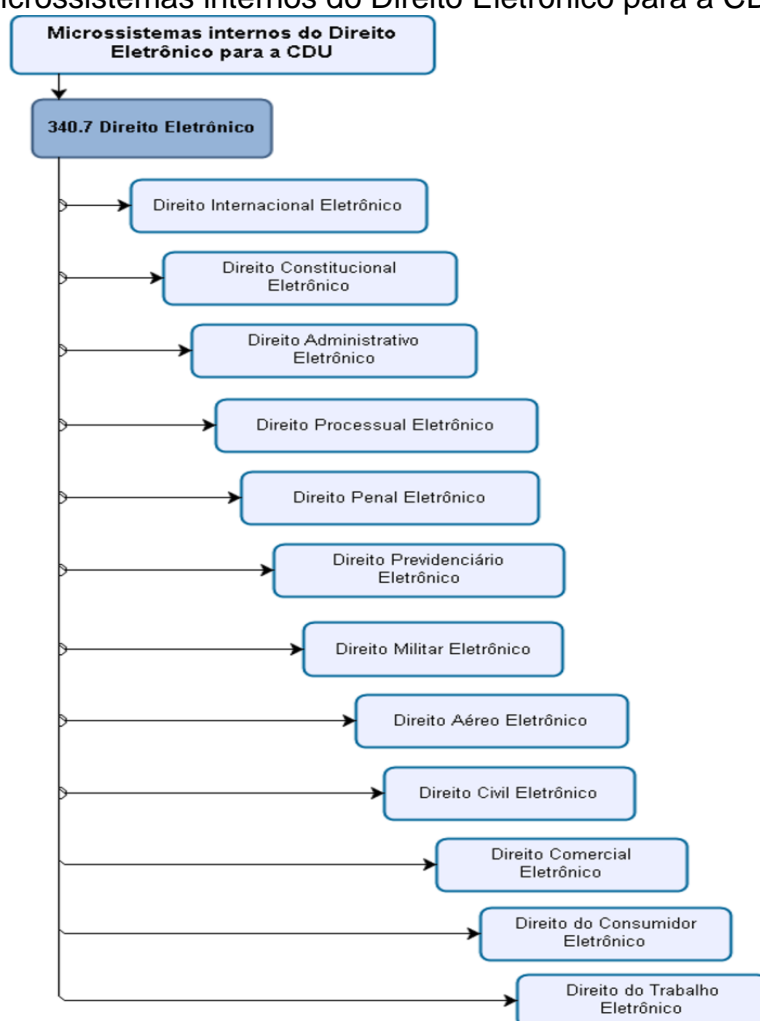 icrossistemas internos do Direito Eletrônico para a CD
Microssistemas internos do Direito
Eletrônico para a CDU
340.7 Direito Eletrônico
Direito Internacional Eletrônico
Direito Constitucional
Eletrônico
Direito Administrativo
Eletrônico
Direito Processual Eletrônico
Direito Penal Eletrônico
Direito Previdenciário
Eletrônico
Direito Militar Eletrônico
Direito Aéreo Eletrônico
Direito Civil Eletrônico
Direito Comercial
Eletrônico
Direito do Consumidor
Eletrônico
Direito do Trabalho
Eletrônico